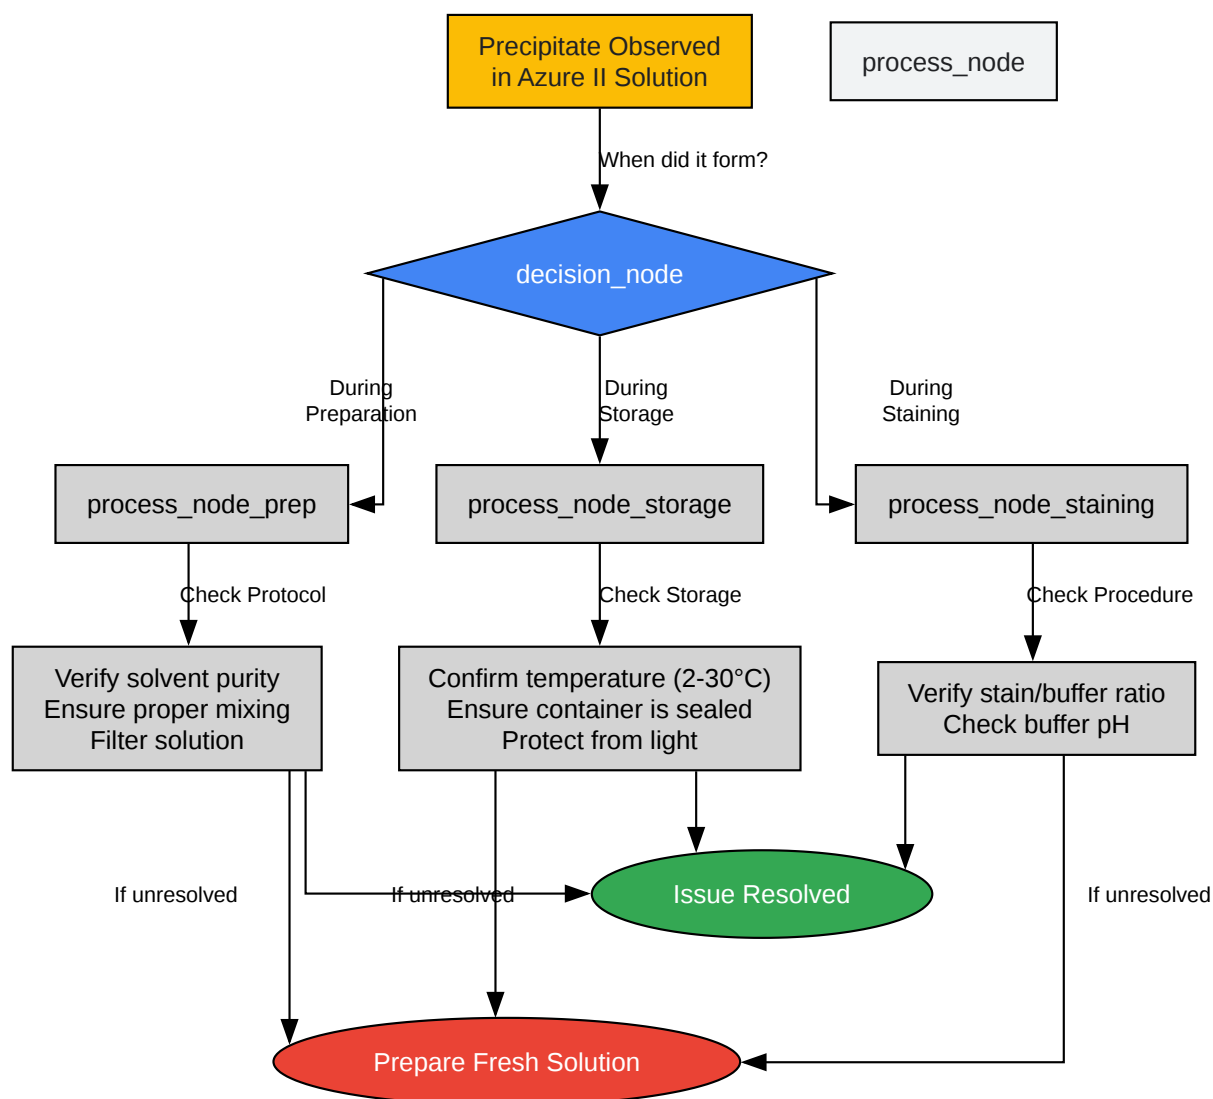 Precipitate Observed
in Azure II Solution
process_node
When did it form?
decision_node
During
Preparation
During
Storage
During
Staining
process_node_prep
process_node_storage
process_node_staining
Check Protocol
Check Storage
Check Procedure
Verify solvent purity
Ensure proper mixing
Filter solution
Confirm temperature (2-30°C)
Ensure container is sealed
Protect from light
Verify stain/buffer ratio
Check buffer pH
If unresolved
If unresolved
Issue Resolved
If unresolved
Prepare Fresh Solution